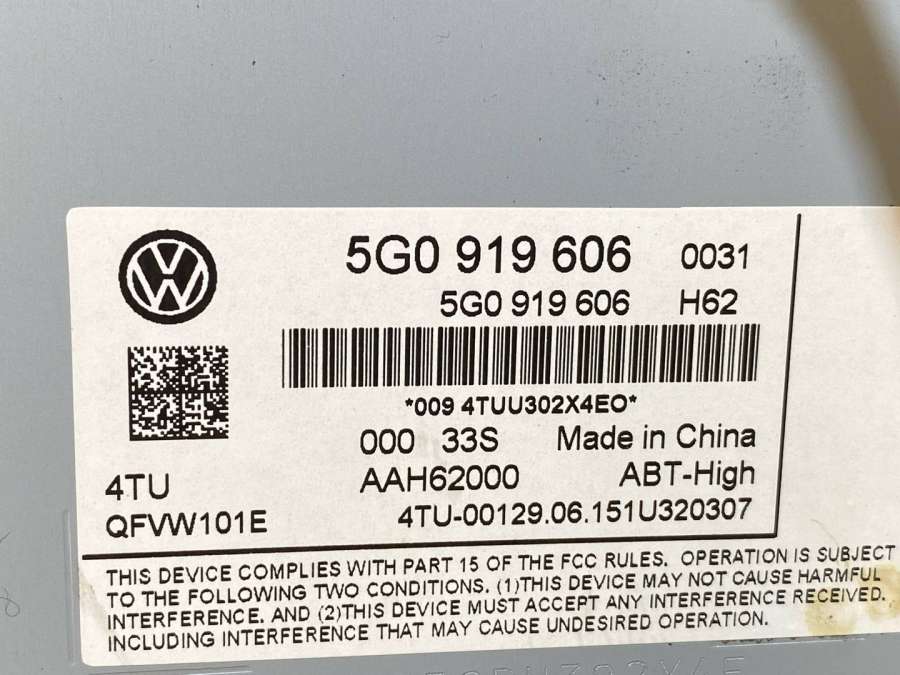 5G0 919 606 0031
5G0 919 606 H62
*009 4TUU302X4EO*
000 33S Made in China
4TU AAH62000 ABT-High
QFVW101E 4TU-00129.06.151U320307
THIS DEVICE COMPLIES WITH PART 15 OF THE FCC RULES. OPERATION IS SUBJECT
TO THE FOLLOWING TWO CONDITIONS. (1)THIS DEVICE MAY NOT CAUSE HARMFUL
INTERFERENCE. AND (2)THIS DEVICE MUST ACCEPT ANY INTERFERENCE RECEIVED.
INCLUDING INTERFERENCE THAT MAY CAUSE UNDESIRED OPERATION.